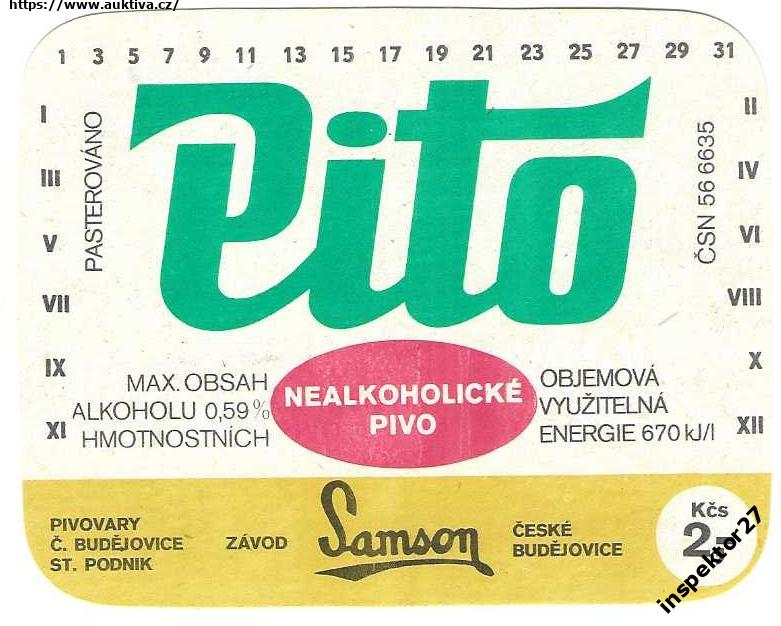 https://www.auktiva.cz/
1 3 5 7 9 11 13 15 17 19 21 23 25 27 29 31
I
III
V
VII
IX
XI
PASTEROVÁNO
Pito
ČSN 56 6635
II
IV
VI
VIII
X
XII
MAX. OBSAH
ALKOHOLU 0,59%
HMOTNOSTNÍCH
NEALKOHOLICKÉ
PIVO
OBJEMOVÁ
VYUŽITELNÁ
ENERGIE 670 kJ/l
PIVOVARY
Č. BUDĚJOVICE
ST. PODNIK
ZÁVOD
Samson
ČESKÉ
BUDĚJOVICE
Kčs
2,-
inspektor27